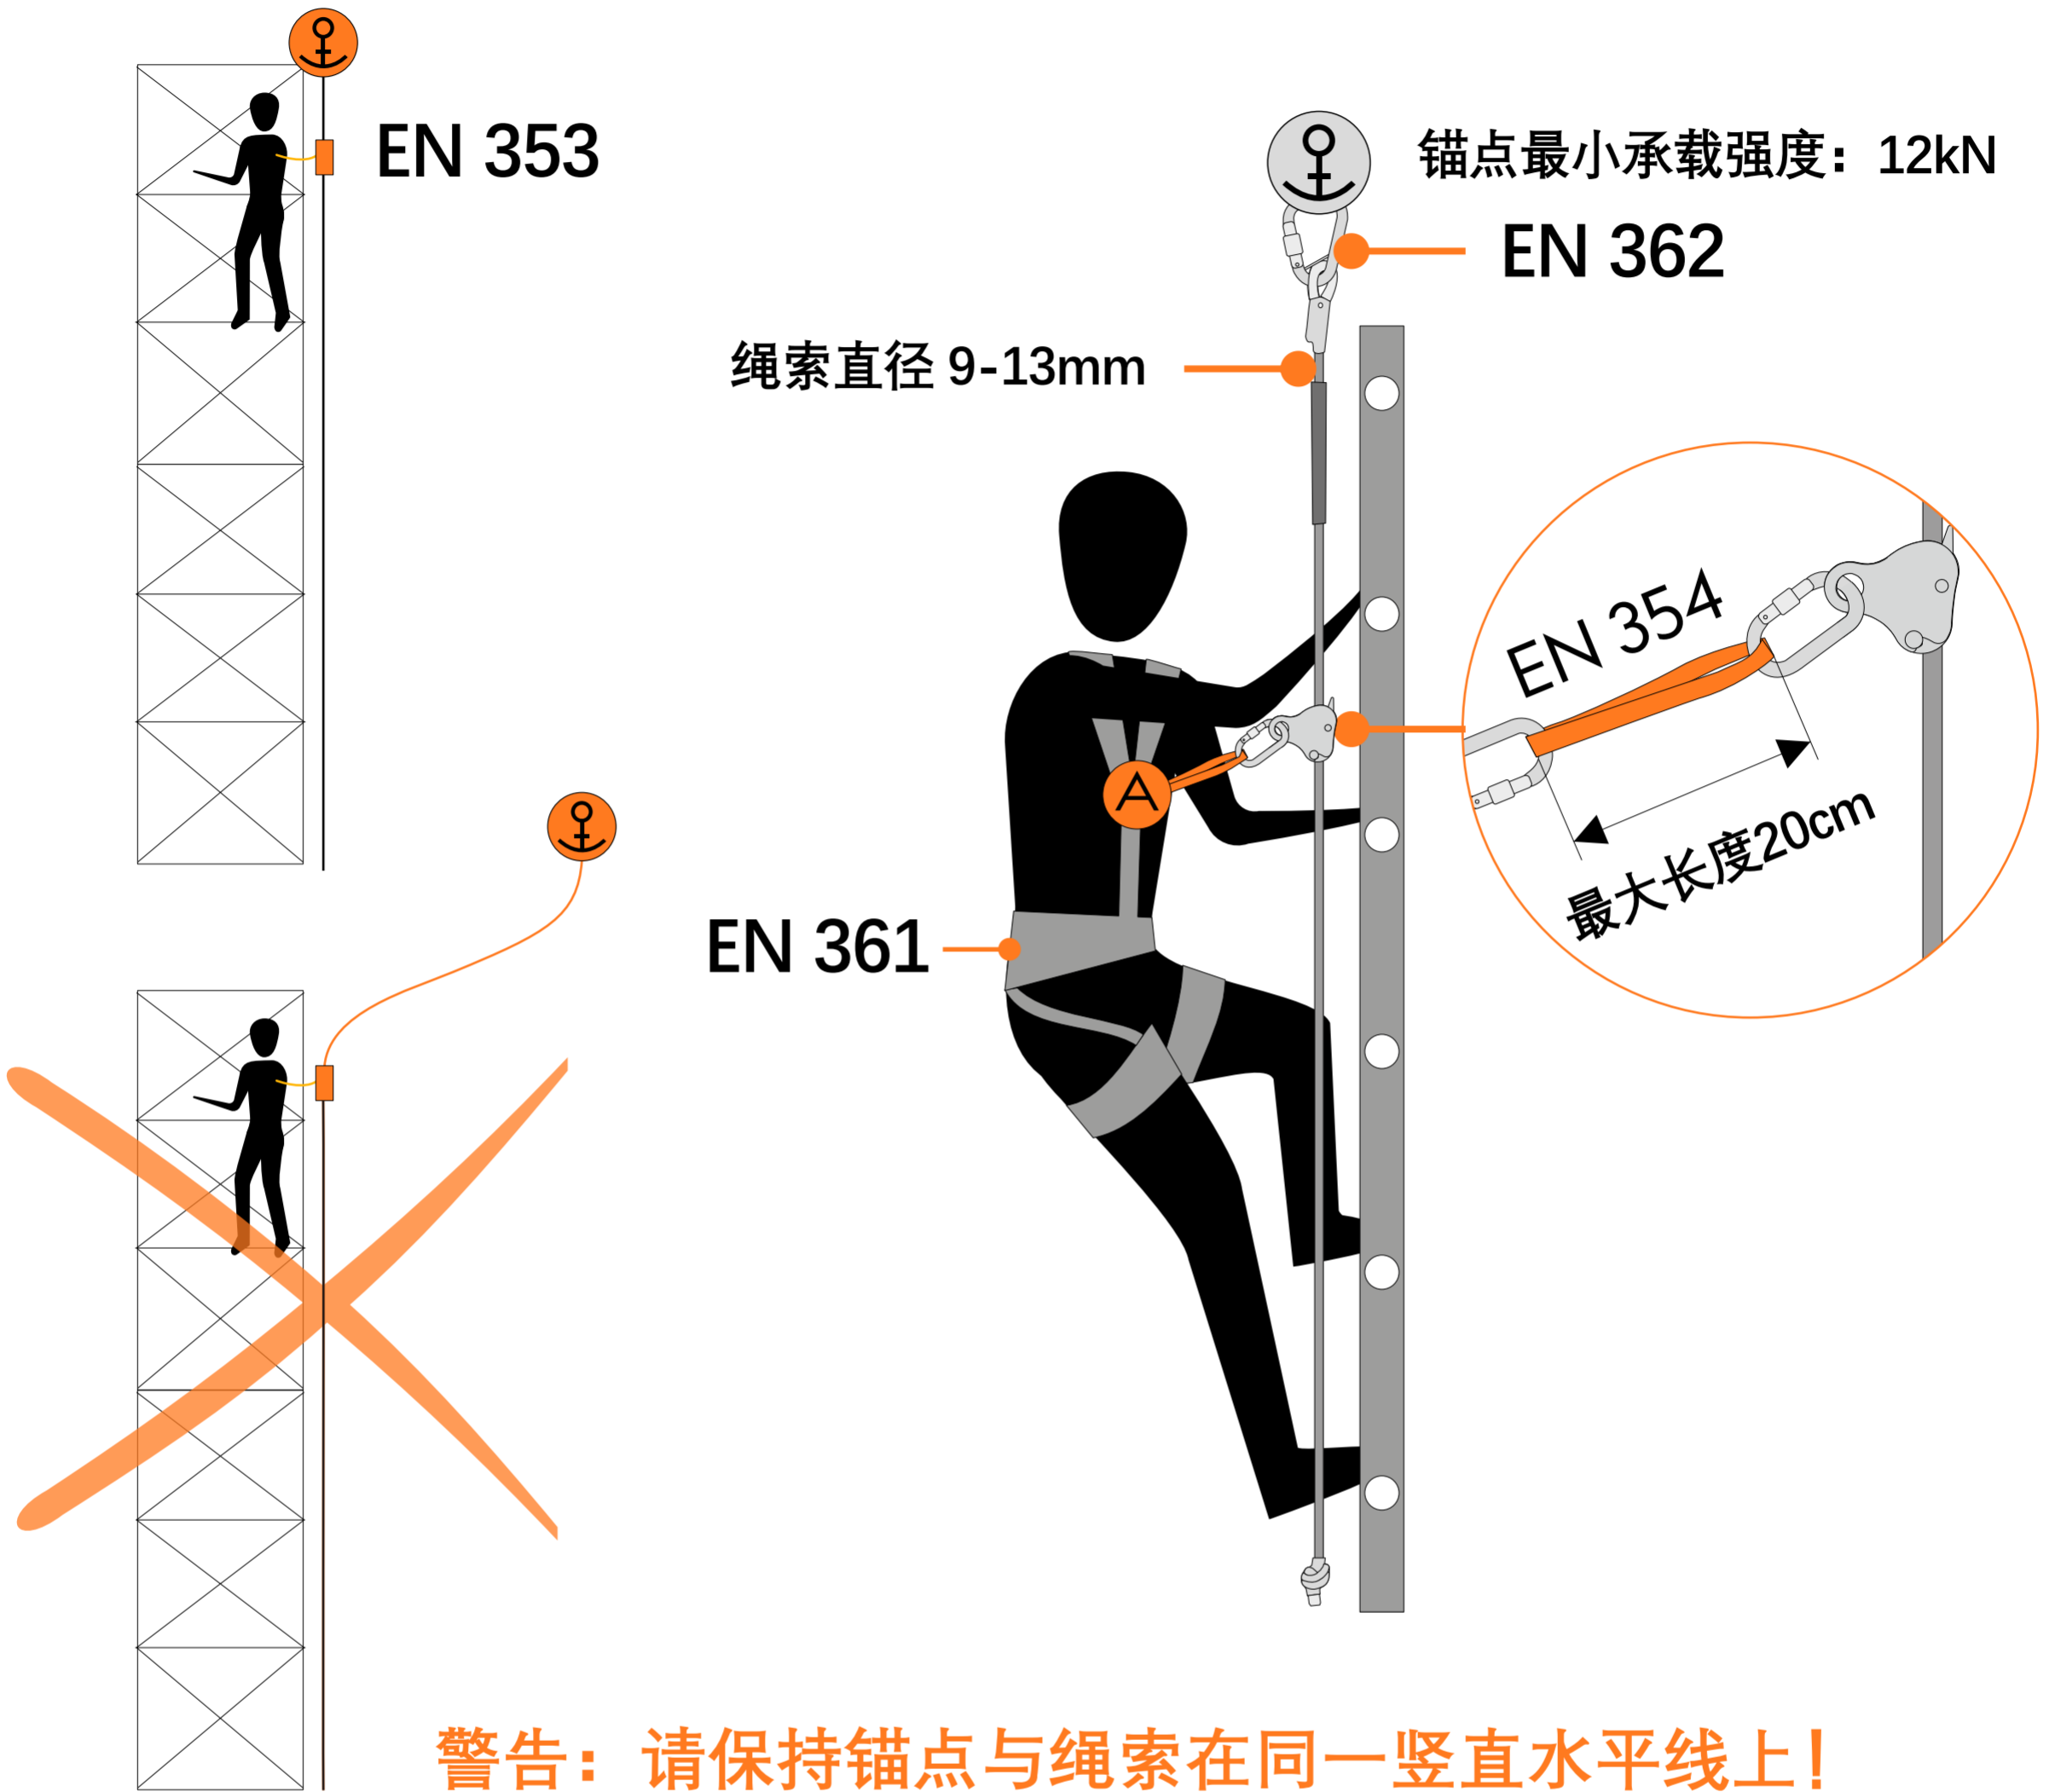 EN 353
锚点最小承载强度：12kN
EN 362
绳索直径 9-13mm
EN 354
最大长度20cm
A
EN 361
警告：请保持锚点与绳索在同一竖直水平线上！